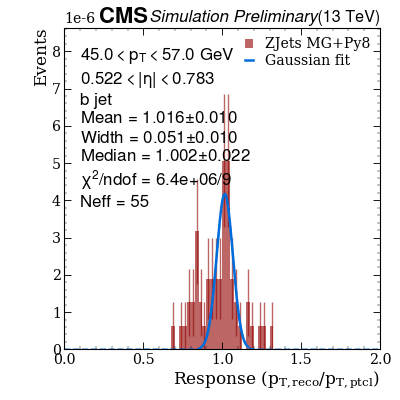 1e-6 CMS Simulation Preliminary (13 TeV)
Events
8
7
6
5
4
3
2
1
0
45.0 < pT < 57.0 GeV
0.522 < |η| < 0.783
b jet
Mean = 1.016±0.010
Width = 0.051±0.010
Median = 1.002±0.022
χ²/ndof = 6.4e+06/9
Neff = 55
ZJets MG+Py8
Gaussian fit
0.0 0.5 1.0 1.5 2.0
Response (pT,reco/pT,ptcl)